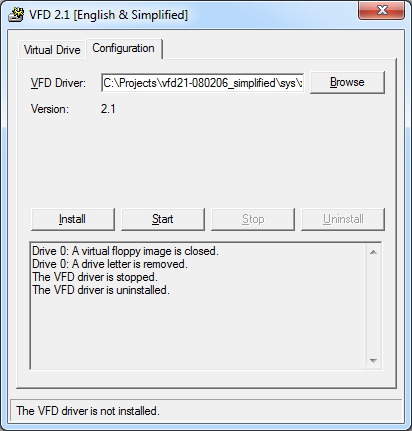 VFD 2.1 [English & Simplified]
Virtual Drive Configuration
VFD Driver: C:\Projects\vfd21-080206_simplified\sys\ Browse
Version: 2.1
Install Start Stop Uninstall
Drive 0: A virtual floppy image is closed.
Drive 0: A drive letter is removed.
The VFD driver is stopped.
The VFD driver is uninstalled.
The VFD driver is not installed.